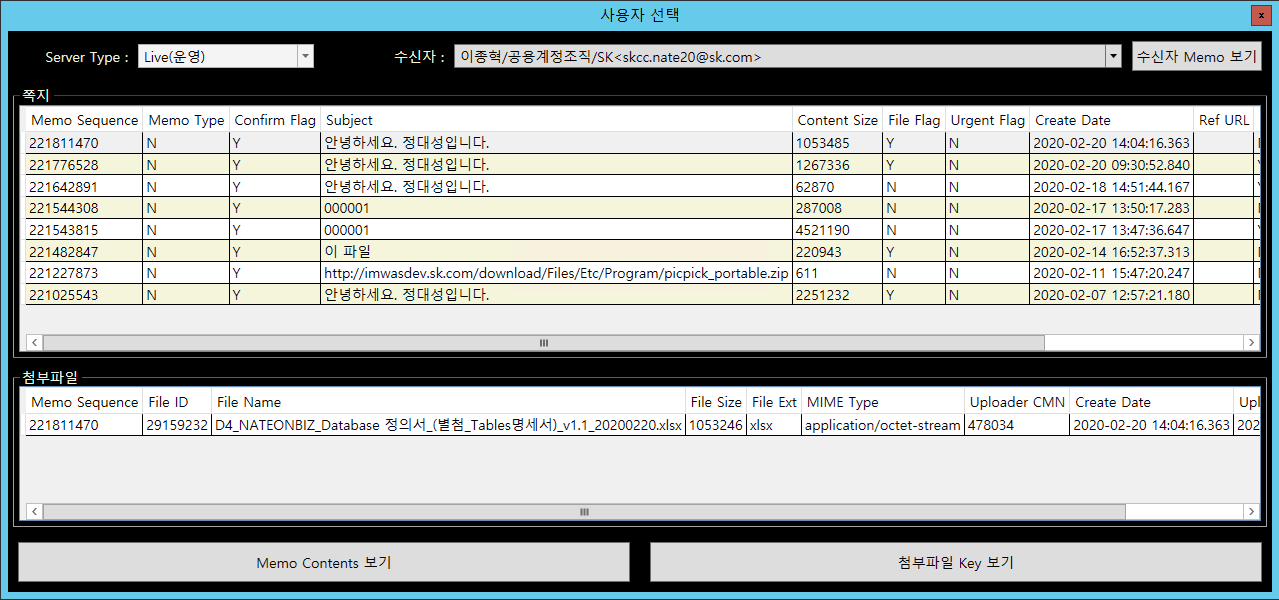 사용자 선택
x
Server Type : Live(운영) 수신자 : 이종혁/공용계정조직/SK<skcc.nate20@sk.com> 수신자 Memo 보기
쪽지
Memo Sequence Memo Type Confirm Flag Subject Content Size File Flag Urgent Flag Create Date Ref URL
221811470 N Y 안녕하세요. 정대성입니다. 1053485 Y N 2020-02-20 14:04:16.363
221776528 N Y 안녕하세요. 정대성입니다. 1267336 Y N 2020-02-20 09:30:52.840
221642891 N Y 안녕하세요. 정대성입니다. 62870 N N 2020-02-18 14:51:44.167
221544308 N Y 000001 287008 N N 2020-02-17 13:50:17.283
221543815 N Y 000001 4521190 N N 2020-02-17 13:47:36.647
221482847 N Y 이 파일 220943 Y N 2020-02-14 16:52:37.313
221227873 N Y http://imwasdev.sk.com/download/Files/Etc/Program/picpick_portable.zip 611 N N 2020-02-11 15:47:20.247
221025543 N Y 안녕하세요. 정대성입니다. 2251232 Y N 2020-02-07 12:57:21.180
첨부파일
Memo Sequence File ID File Name File Size File Ext MIME Type Uploader CMN Create Date Upl
221811470 29159232 D4_NATEONBIZ_Database 정의서_(별첨_Tables명세서)_v1.1_20200220.xlsx 1053246 xlsx application/octet-stream 478034 2020-02-20 14:04:16.363 202
Memo Contents 보기 첨부파일 Key 보기